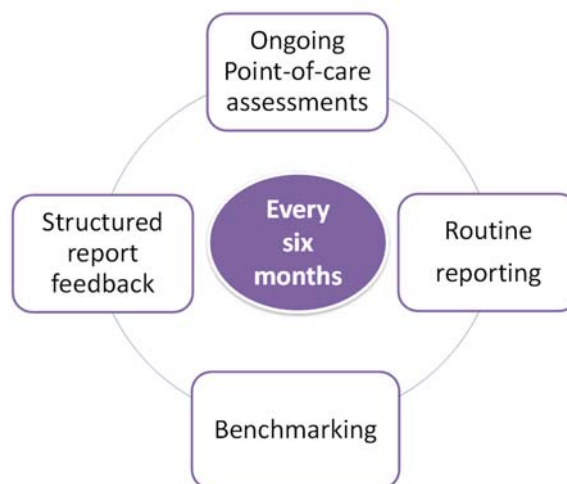 Ongoing
Point-of-care
assessments
Structured
report
feedback
Every
six
months
Routine
reporting
Benchmarking